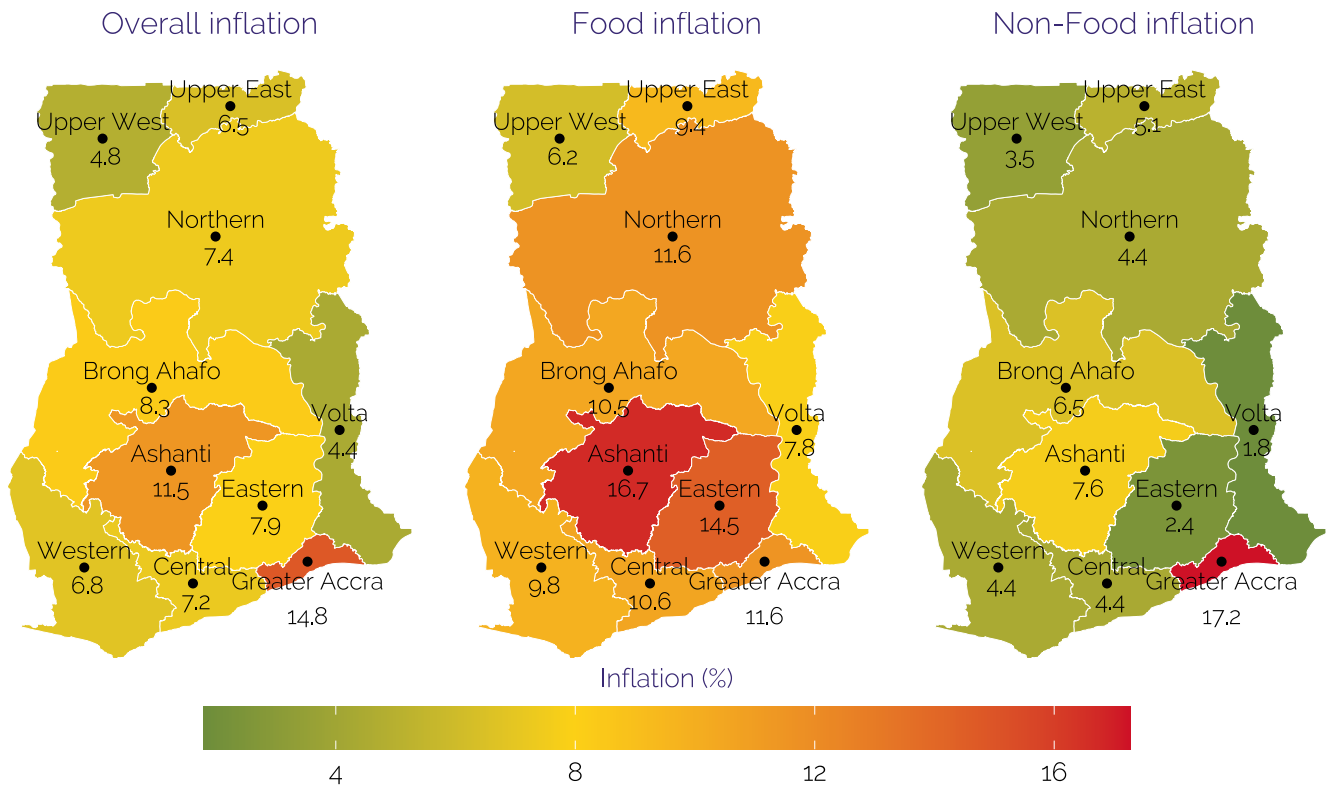 Overall inflation
Upper East
6.5
Upper West
4.8
Northern
7.4
Brong Ahafo
8.3
Volta
4.4
Ashanti
11.5
Eastern
7.9
Western
6.8
Central
7.2
Greater Accra
14.8
Food inflation
Upper East
9.4
Upper West
6.2
Northern
11.6
Brong Ahafo
10.5
Volta
7.8
Ashanti
16.7
Eastern
14.5
Western
9.8
Central
10.6
Greater Accra
11.6
Non-Food inflation
Upper East
5.1
Upper West
3.5
Northern
4.4
Brong Ahafo
6.5
Volta
1.8
Ashanti
7.6
Eastern
2.4
Western
4.4
Central
4.4
Greater Accra
17.2
Inflation (%)
4 8 12 16